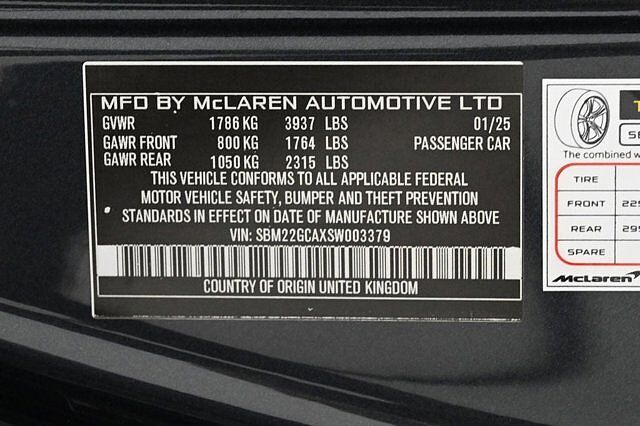 MFD BY McLAREN AUTOMOTIVE LTD
GVWR 1786 KG 3937 LBS 01/25
GAWR FRONT 800 KG 1764 LBS PASSENGER CAR
GAWR REAR 1050 KG 2315 LBS
THIS VEHICLE CONFORMS TO ALL APPLICABLE FEDERAL
MOTOR VEHICLE SAFETY, BUMPER AND THEFT PREVENTION
STANDARDS IN EFFECT ON DATE OF MANUFACTURE SHOWN ABOVE
VIN: SBM22GCAXSW003379
COUNTRY OF ORIGIN UNITED KINGDOM
The combined w
TIRE
FRONT 225
REAR 295
SPARE
McLaren